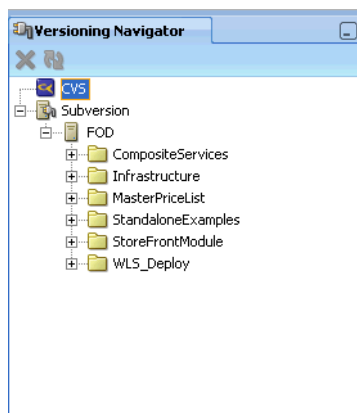 Versioning Navigator
CVS
Subversion
FOD
CompositeServices
Infrastructure
MasterPriceList
StandaloneExamples
StoreFrontModule
WLS_Deploy